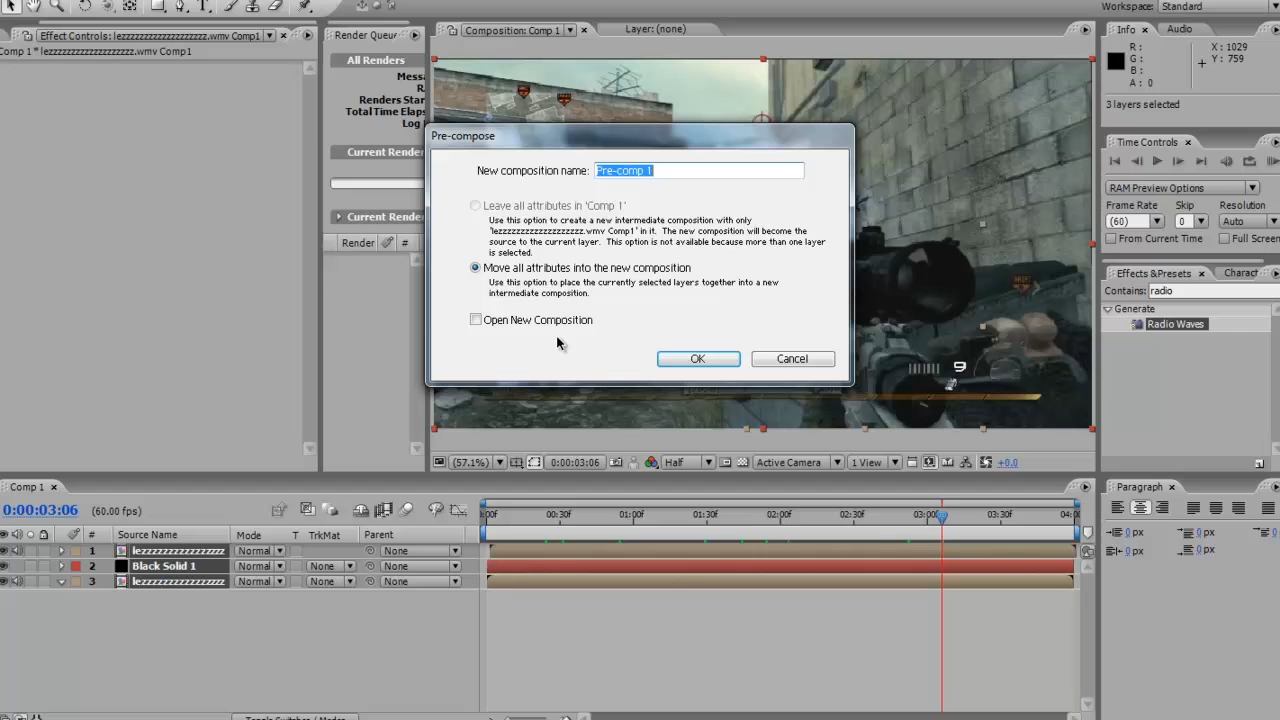 Workspace: Standard
Effect Controls: lezzzzzzzzzzzzzzzzzzzz.wmv Comp1
Render Queue
Composition: Comp 1
Layer: (none)
Info
Audio
Comp 1 * lezzzzzzzzzzzzzzzzzzzz.wmv Comp1
All Renders
R :
G :
B :
A : 0
X : 1029
Y : 759
Renders Star
Total Time Elaps
3 layers selected
Pre-compose
Time Controls
Current Render
New composition name: Pre-comp 1
RAM Preview Options
Leave all attributes in 'Comp 1'
Use this option to create a new intermediate composition with only
'lezzzzzzzzzzzzzzzzzzzz.wmv Comp1' in it. The new composition will become the
source to the current layer. This option is not available because more than one layer
is selected.
Frame Rate
Skip
Resolution
(60)
0
Auto
From Current Time
Full Screen
Current Rende
Render
#
Move all attributes into the new composition
Use this option to place the currently selected layers together into a new
intermediate composition.
Effects & Presets
Charact
Contains: radio
Generate
Radio Waves
Open New Composition
OK
Cancel
9
(57.1%)
0:00:03:06
Half
Active Camera
1 View
+0.0
Comp 1
Paragraph
0:00:03:06
(60.00 fps)
:00f
00:30f
01:00f
01:30f
02:00f
02:30f
03:00f
03:30f
04:00
#
Source Name
Mode
T
TrkMat
Parent
0 px
0 px
0 px
0 px
1
lezzzzzzzzzzzzzzzz
Normal
None
2
Black Solid 1
Normal
None
None
3
lezzzzzzzzzzzzzzzz
Normal
None
None
Toggle Switches / Modes